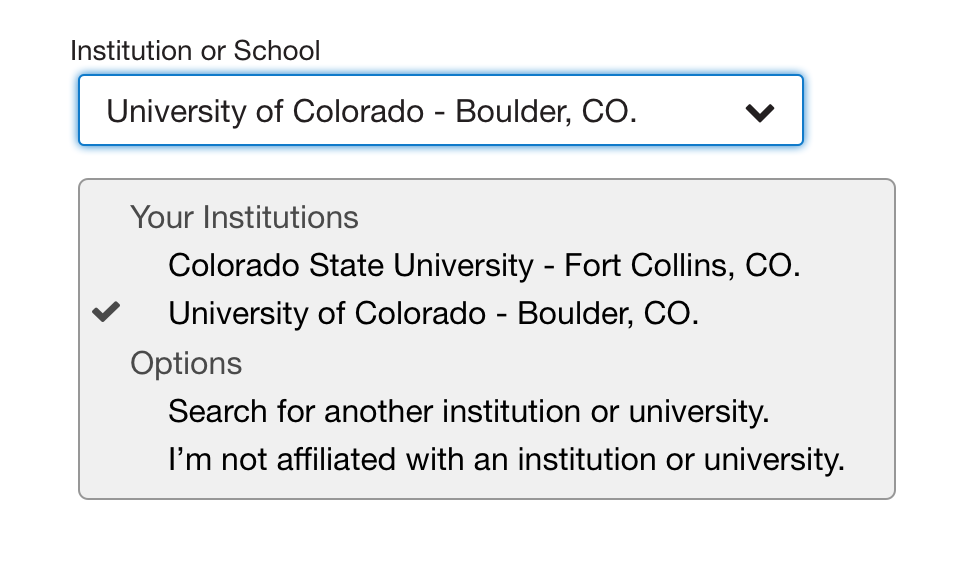 Institution or School
University of Colorado - Boulder, CO.
Your Institutions
Colorado State University - Fort Collins, CO.
University of Colorado - Boulder, CO.
Options
Search for another institution or university.
I’m not affiliated with an institution or university.